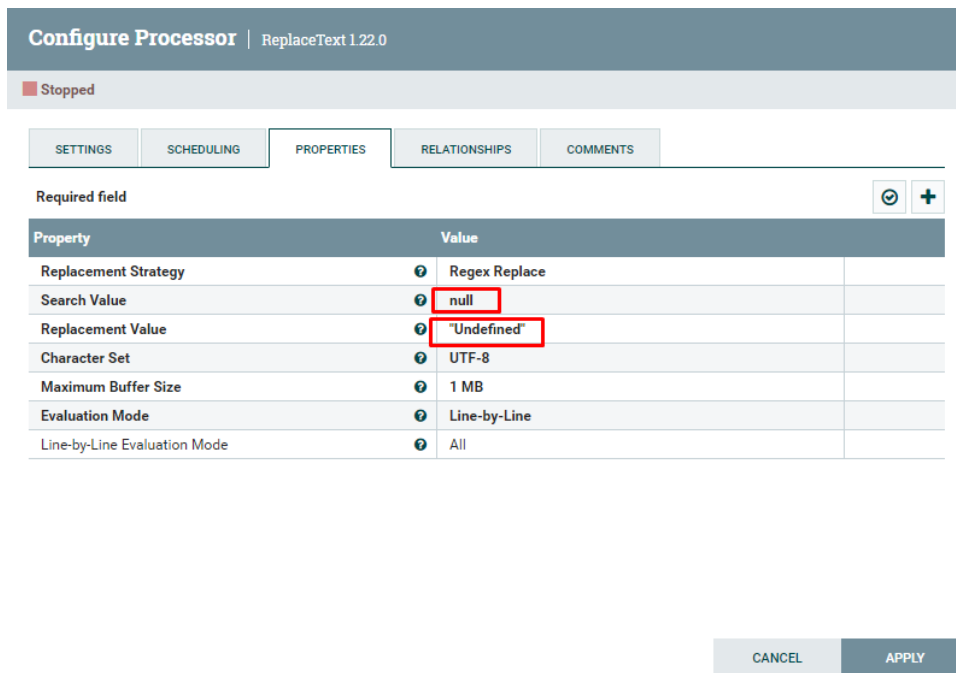 Configure Processor | ReplaceText 1.22.0
Stopped
SETTINGS SCHEDULING PROPERTIES RELATIONSHIPS COMMENTS
Required field
Property Value
Replacement Strategy Regex Replace
Search Value null
Replacement Value "Undefined"
Character Set UTF-8
Maximum Buffer Size 1 MB
Evaluation Mode Line-by-Line
Line-by-Line Evaluation Mode All
CANCEL APPLY